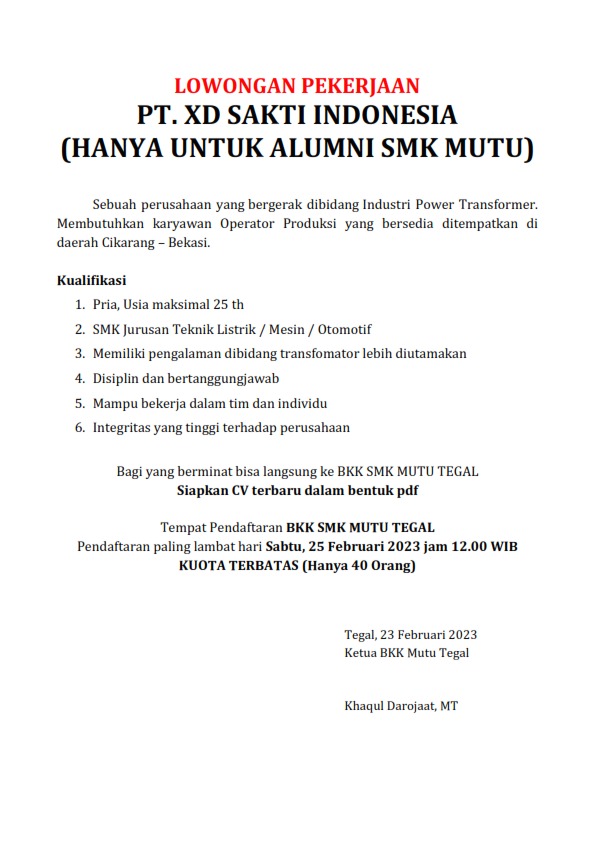 LOWONGAN PEKERJAAN
PT. XD SAKTI INDONESIA
(HANYA UNTUK ALUMNI SMK MUTU)
Sebuah perusahaan yang bergerak dibidang Industri Power Transformer.
Membutuhkan karyawan Operator Produksi yang bersedia ditempatkan di
daerah Cikarang – Bekasi.
Kualifikasi
1. Pria, Usia maksimal 25 th
2. SMK Jurusan Teknik Listrik / Mesin / Otomotif
3. Memiliki pengalaman dibidang transfomator lebih diutamakan
4. Disiplin dan bertanggungjawab
5. Mampu bekerja dalam tim dan individu
6. Integritas yang tinggi terhadap perusahaan
Bagi yang berminat bisa langsung ke BKK SMK MUTU TEGAL
Siapkan CV terbaru dalam bentuk pdf
Tempat Pendaftaran BKK SMK MUTU TEGAL
Pendaftaran paling lambat hari Sabtu, 25 Februari 2023 jam 12.00 WIB
KUOTA TERBATAS (Hanya 40 Orang)
Tegal, 23 Februari 2023
Ketua BKK Mutu Tegal
Khaqul Darojaat, MT